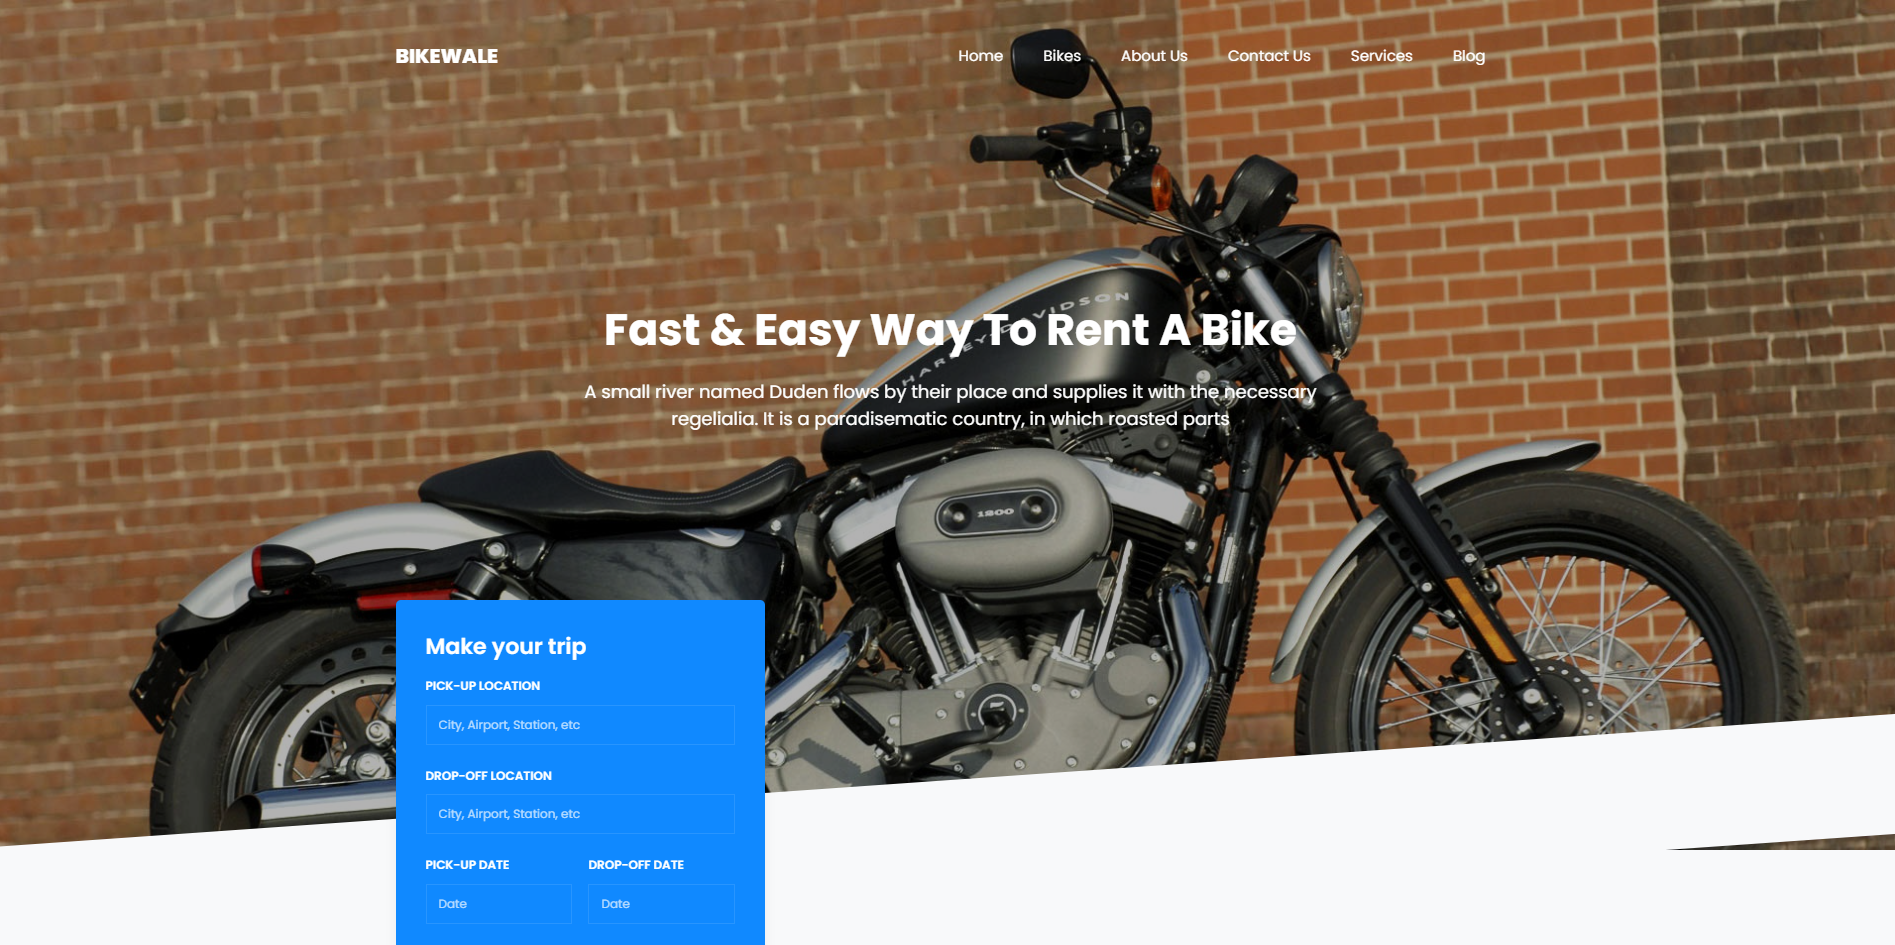 BIKEWALE
Home Bikes About Us Contact Us Services Blog
HARLEY-DAVIDSON
Fast & Easy Way To Rent A Bike
A small river named Duden flows by their place and supplies it with the necessary
regelialia. It is a paradisematic country, in which roasted parts
1200
Make your trip
PICK-UP LOCATION
City, Airport, Station, etc
DROP-OFF LOCATION
City, Airport, Station, etc
PICK-UP DATE DROP-OFF DATE
Date Date